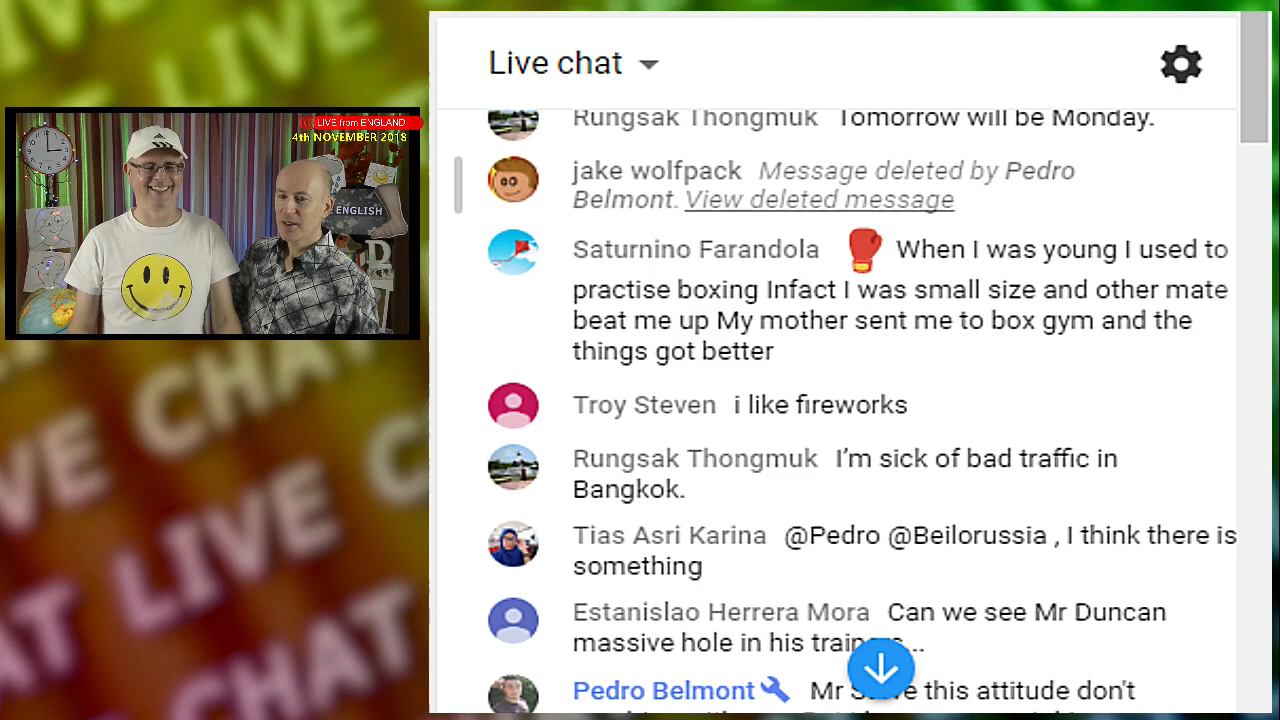 Live chat
LIVE from ENGLAND
4th NOVEMBER 2018
ENGLISH
Rungsak Thongmuk Tomorrow will be Monday.
jake wolfpack Message deleted by Pedro
Belmont. View deleted message
Saturnino Farandola When I was young I used to
practise boxing Infact I was small size and other mate
beat me up My mother sent me to box gym and the
things got better
Troy Steven i like fireworks
Rungsak Thongmuk I’m sick of bad traffic in
Bangkok.
Tias Asri Karina @Pedro @Beilorussia , I think there is
something
Estanislao Herrera Mora Can we see Mr Duncan
massive hole in his
Pedro Belmont Mr this attitude don't
LIVE CHAT
LIVE CHAT